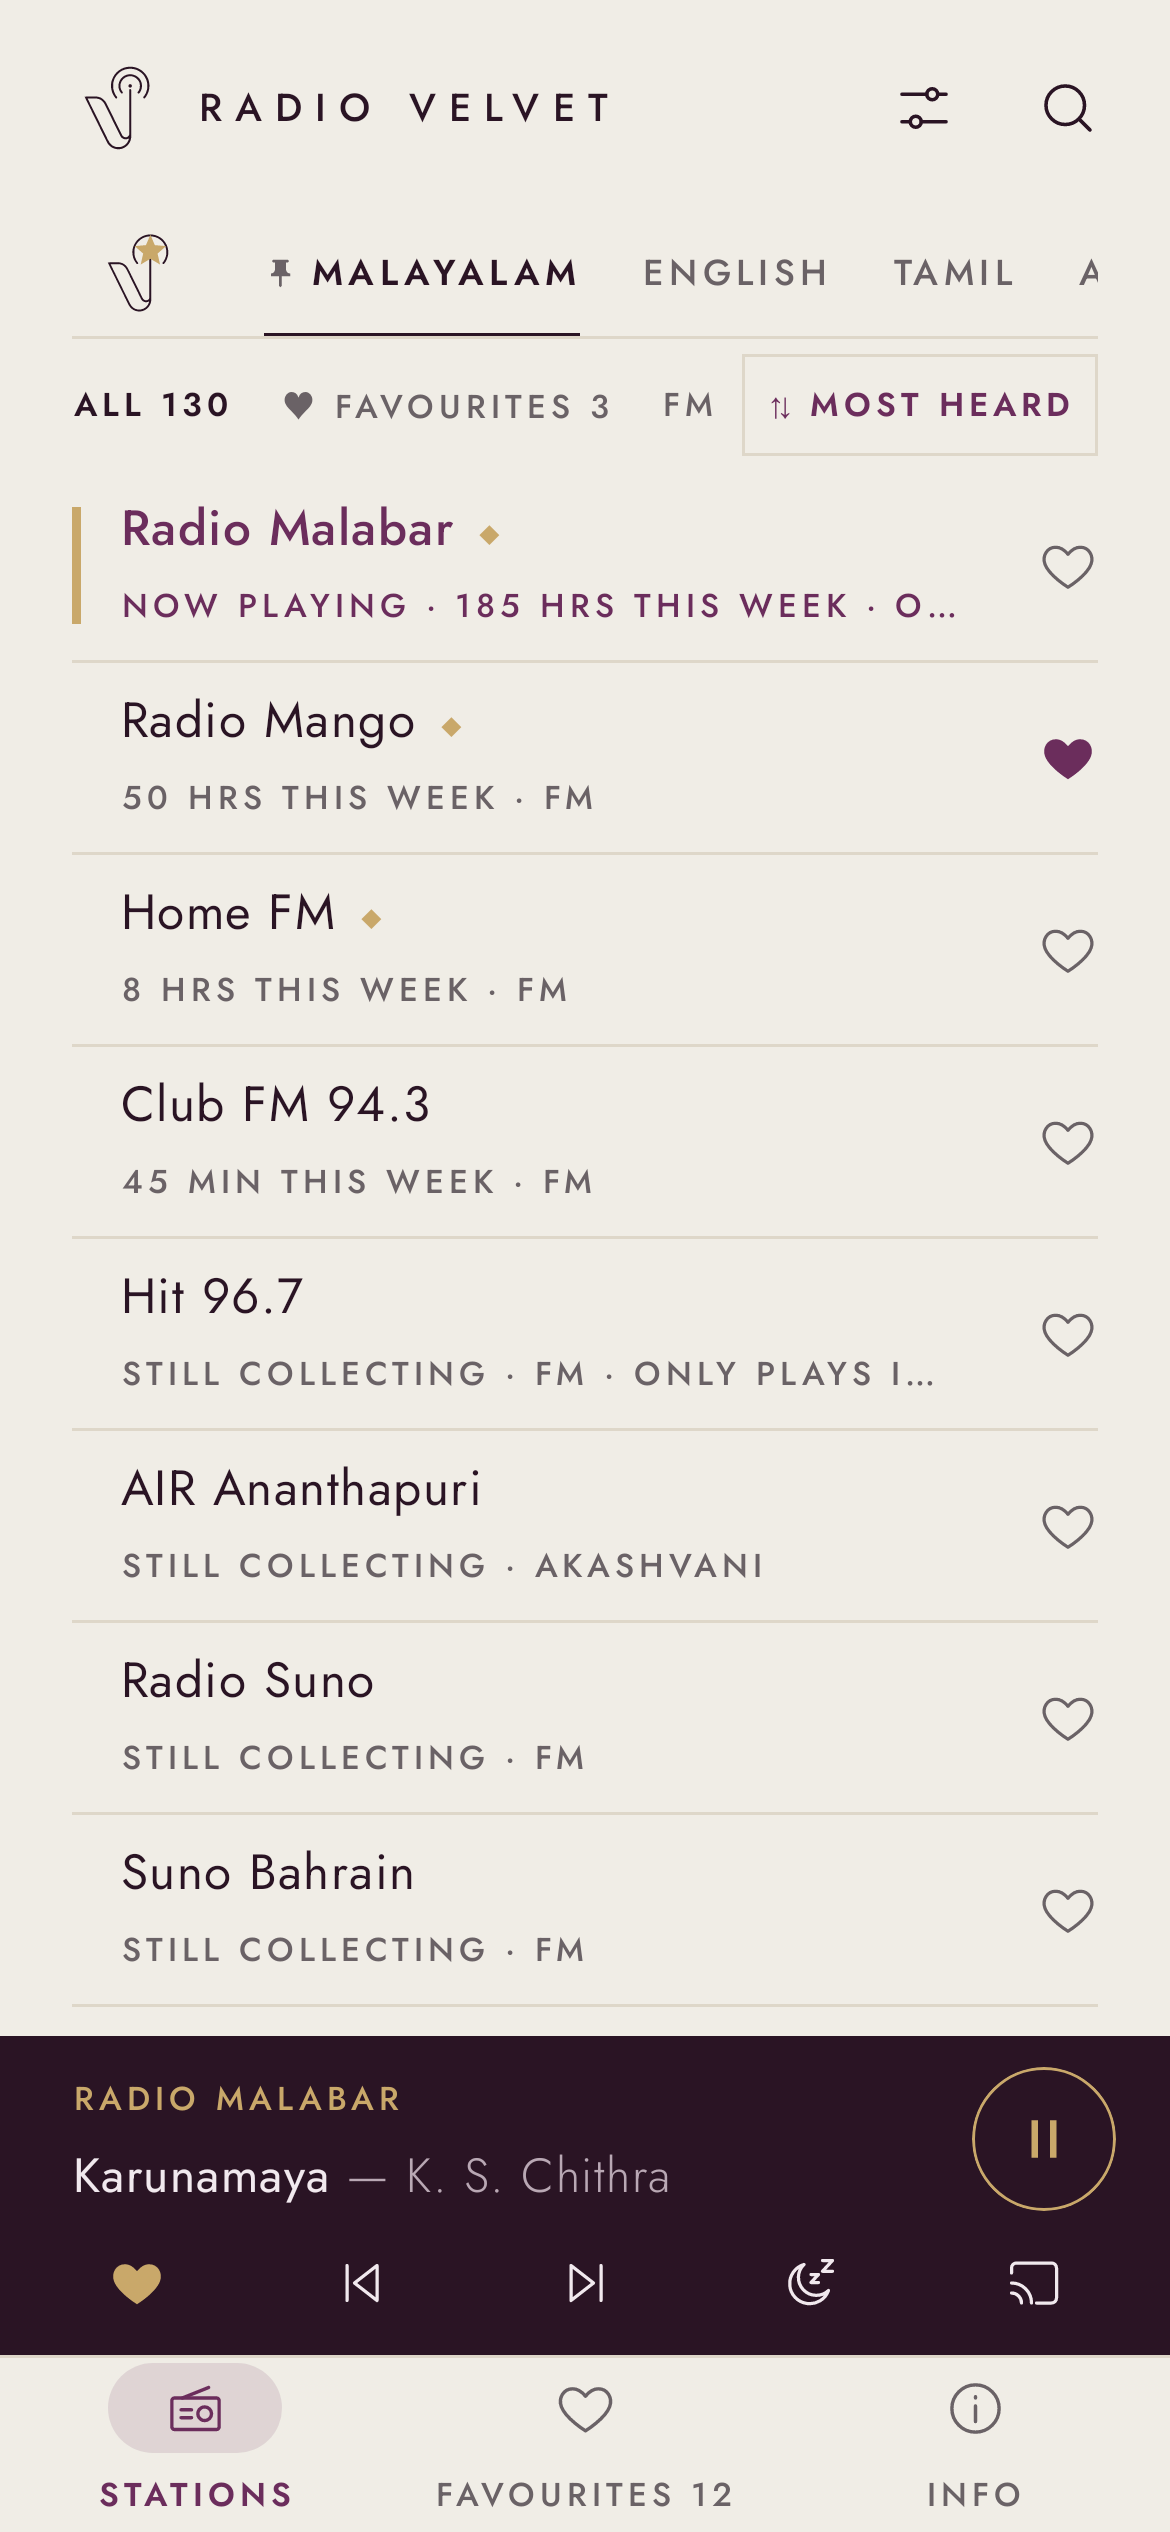 RADIO VELVET
MALAYALAM ENGLISH TAMIL
ALL 130 FAVOURITES 3 FM MOST HEARD
Radio Malabar
NOW PLAYING · 185 HRS THIS WEEK · O...
Radio Mango
50 HRS THIS WEEK · FM
Home FM
8 HRS THIS WEEK · FM
Club FM 94.3
45 MIN THIS WEEK · FM
Hit 96.7
STILL COLLECTING · FM · ONLY PLAYS I...
AIR Ananthapuri
STILL COLLECTING · AKASHVANI
Radio Suno
STILL COLLECTING · FM
Suno Bahrain
STILL COLLECTING · FM
RADIO MALABAR
Karunamaya — K. S. Chithra
STATIONS FAVOURITES 12 INFO